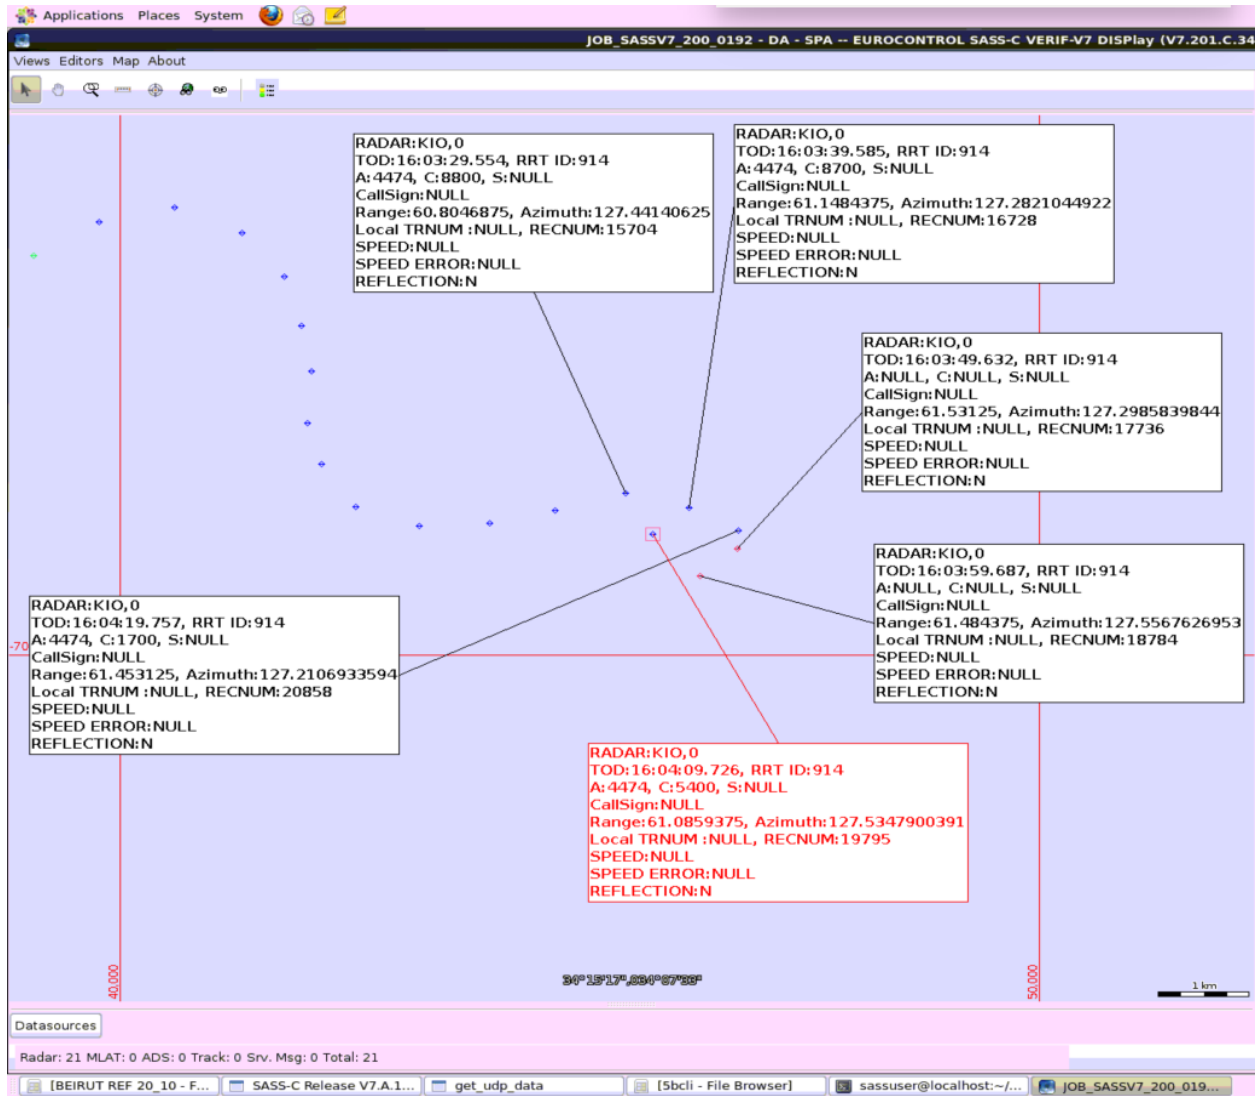 Applications Places System
JOB_SASSV7_200_0192 - DA - SPA -- EUROCONTROL SASS-C VERIF-V7 DISPlay (V7.201.C.34
Views Editors Map About
RADAR:KIO,0
TOD:16:03:29.554, RRT ID:914
A:4474, C:8800, S:NULL
CallSign:NULL
Range:60.8046875, Azimuth:127.44140625
Local TRNUM :NULL, RECNUM:15704
SPEED:NULL
SPEED ERROR:NULL
REFLECTION:N
RADAR:KIO,0
TOD:16:03:39.585, RRT ID:914
A:4474, C:8700, S:NULL
CallSign:NULL
Range:61.1484375, Azimuth:127.2821044922
Local TRNUM :NULL, RECNUM:16728
SPEED:NULL
SPEED ERROR:NULL
REFLECTION:N
RADAR:KIO,0
TOD:16:03:49.632, RRT ID:914
A:NULL, C:NULL, S:NULL
CallSign:NULL
Range:61.53125, Azimuth:127.2985839844
Local TRNUM :NULL, RECNUM:17736
SPEED:NULL
SPEED ERROR:NULL
REFLECTION:N
RADAR:KIO,0
TOD:16:03:59.687, RRT ID:914
A:NULL, C:NULL, S:NULL
CallSign:NULL
Range:61.484375, Azimuth:127.5567626953
Local TRNUM :NULL, RECNUM:18784
SPEED:NULL
SPEED ERROR:NULL
REFLECTION:N
RADAR:KIO,0
TOD:16:04:19.757, RRT ID:914
A:4474, C:1700, S:NULL
CallSign:NULL
Range:61.453125, Azimuth:127.2106933594
Local TRNUM :NULL, RECNUM:20858
SPEED:NULL
SPEED ERROR:NULL
REFLECTION:N
-70
RADAR:KIO,0
TOD:16:04:09.726, RRT ID:914
A:4474, C:5400, S:NULL
CallSign:NULL
Range:61.0859375, Azimuth:127.5347900391
Local TRNUM :NULL, RECNUM:19795
SPEED:NULL
SPEED ERROR:NULL
REFLECTION:N
40,000
34°15'17",034°07'33"
50,000
1 km
Datasources
Radar: 21 MLAT: 0 ADS: 0 Track: 0 Srv. Msg: 0 Total: 21
[BEIRUT REF 20_10 - F...
SASS-C Release V7.A.1...
get_udp_data
[5bcli - File Browser]
sassuser@localhost:~/...
JOB_SASSV7_200_019...